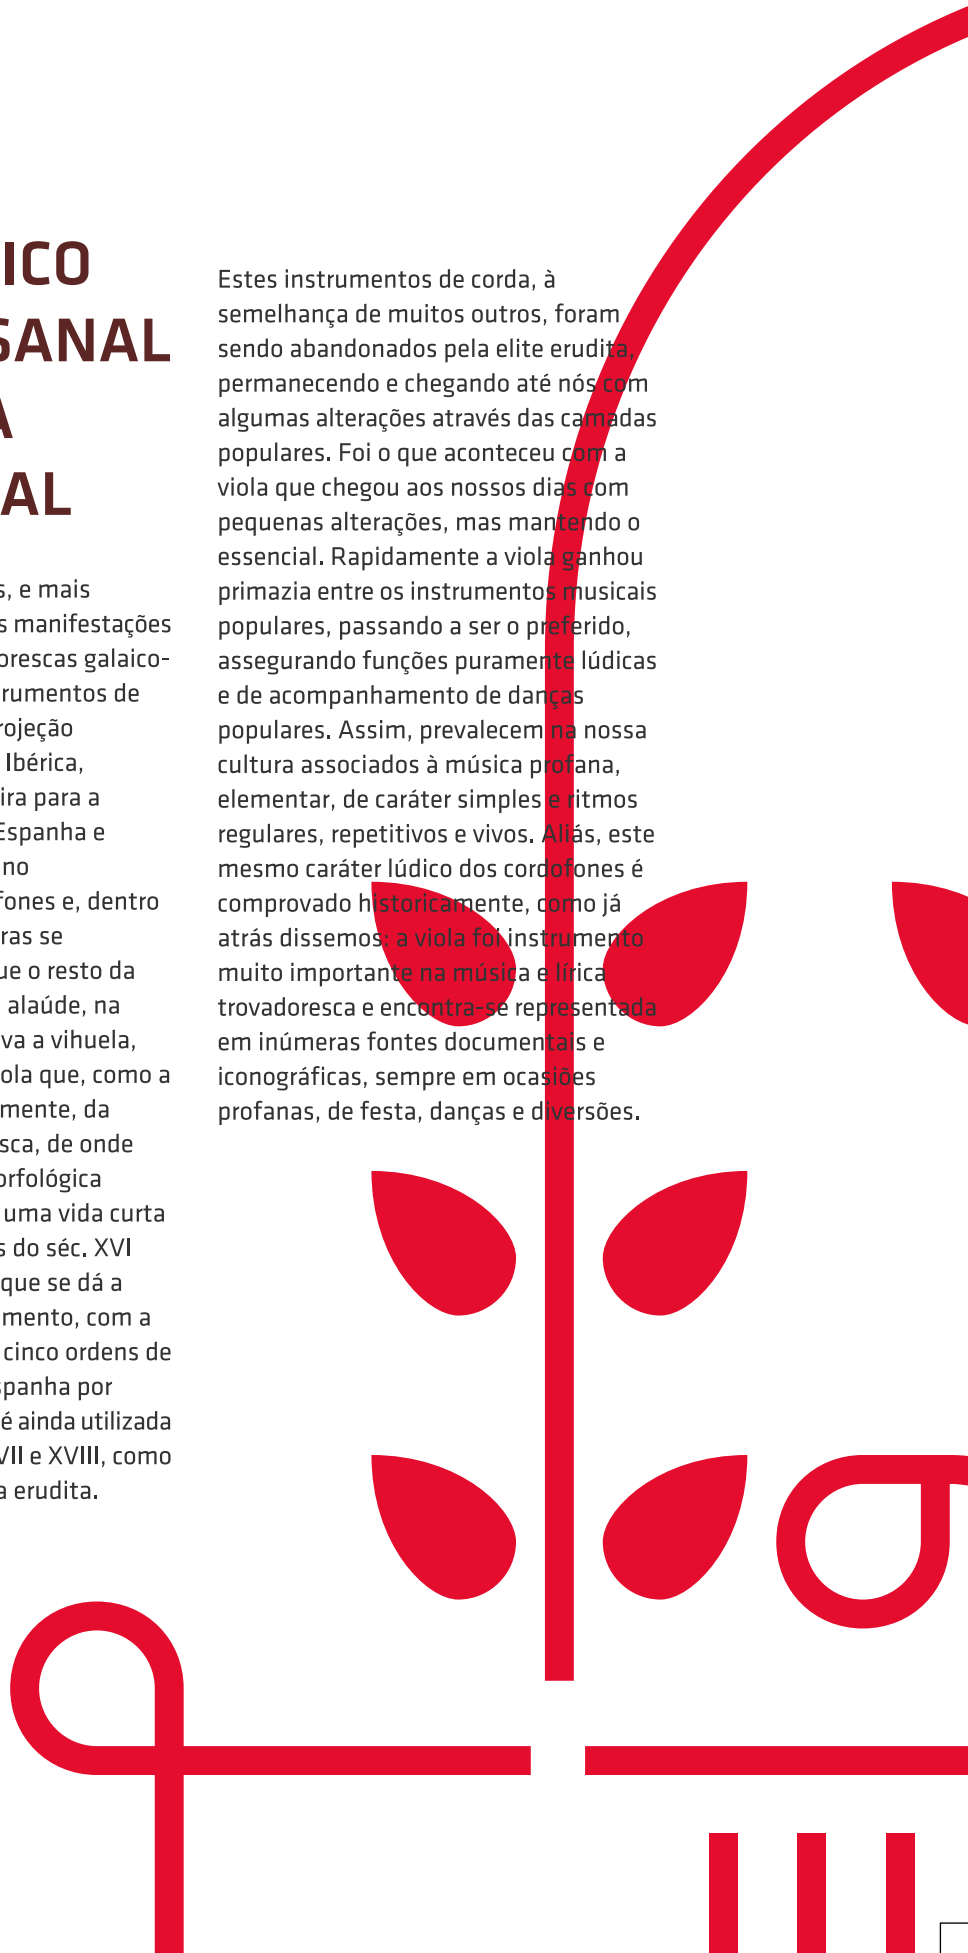 ICO
SANAL
A
AL
s, e mais
s manifestações
orescas galaico-
rumentos de
rojeção
Ibérica,
ira para a
Espanha e
no
fones e, dentro
ras se
ue o resto da
alaúde, na
va a vihuela,
ola que, como a
mente, da
sca, de onde
orfológica
uma vida curta
s do séc. XVI
que se dá a
mento, com a
cinco ordens de
spanha por
é ainda utilizada
VII e XVIII, como
a erudita.
Estes instrumentos de corda, à
semelhança de muitos outros, foram
sendo abandonados pela elite erudita,
permanecendo e chegando até nós com
algumas alterações através das camadas
populares. Foi o que aconteceu com a
viola que chegou aos nossos dias com
pequenas alterações, mas mantendo o
essencial. Rapidamente a viola ganhou
primazia entre os instrumentos musicais
populares, passando a ser o preferido,
assegurando funções puramente lúdicas
e de acompanhamento de danças
populares. Assim, prevalecem na nossa
cultura associados à música profana,
elementar, de caráter simples e ritmos
regulares, repetitivos e vivos. Aliás, este
mesmo caráter lúdico dos cordofones é
comprovado historicamente, como já
atrás dissemos: a viola foi instrumento
muito importante na música e lírica
trovadoresca e encontra-se representada
em inúmeras fontes documentais e
iconográficas, sempre em ocasiões
profanas, de festa, danças e diversões.